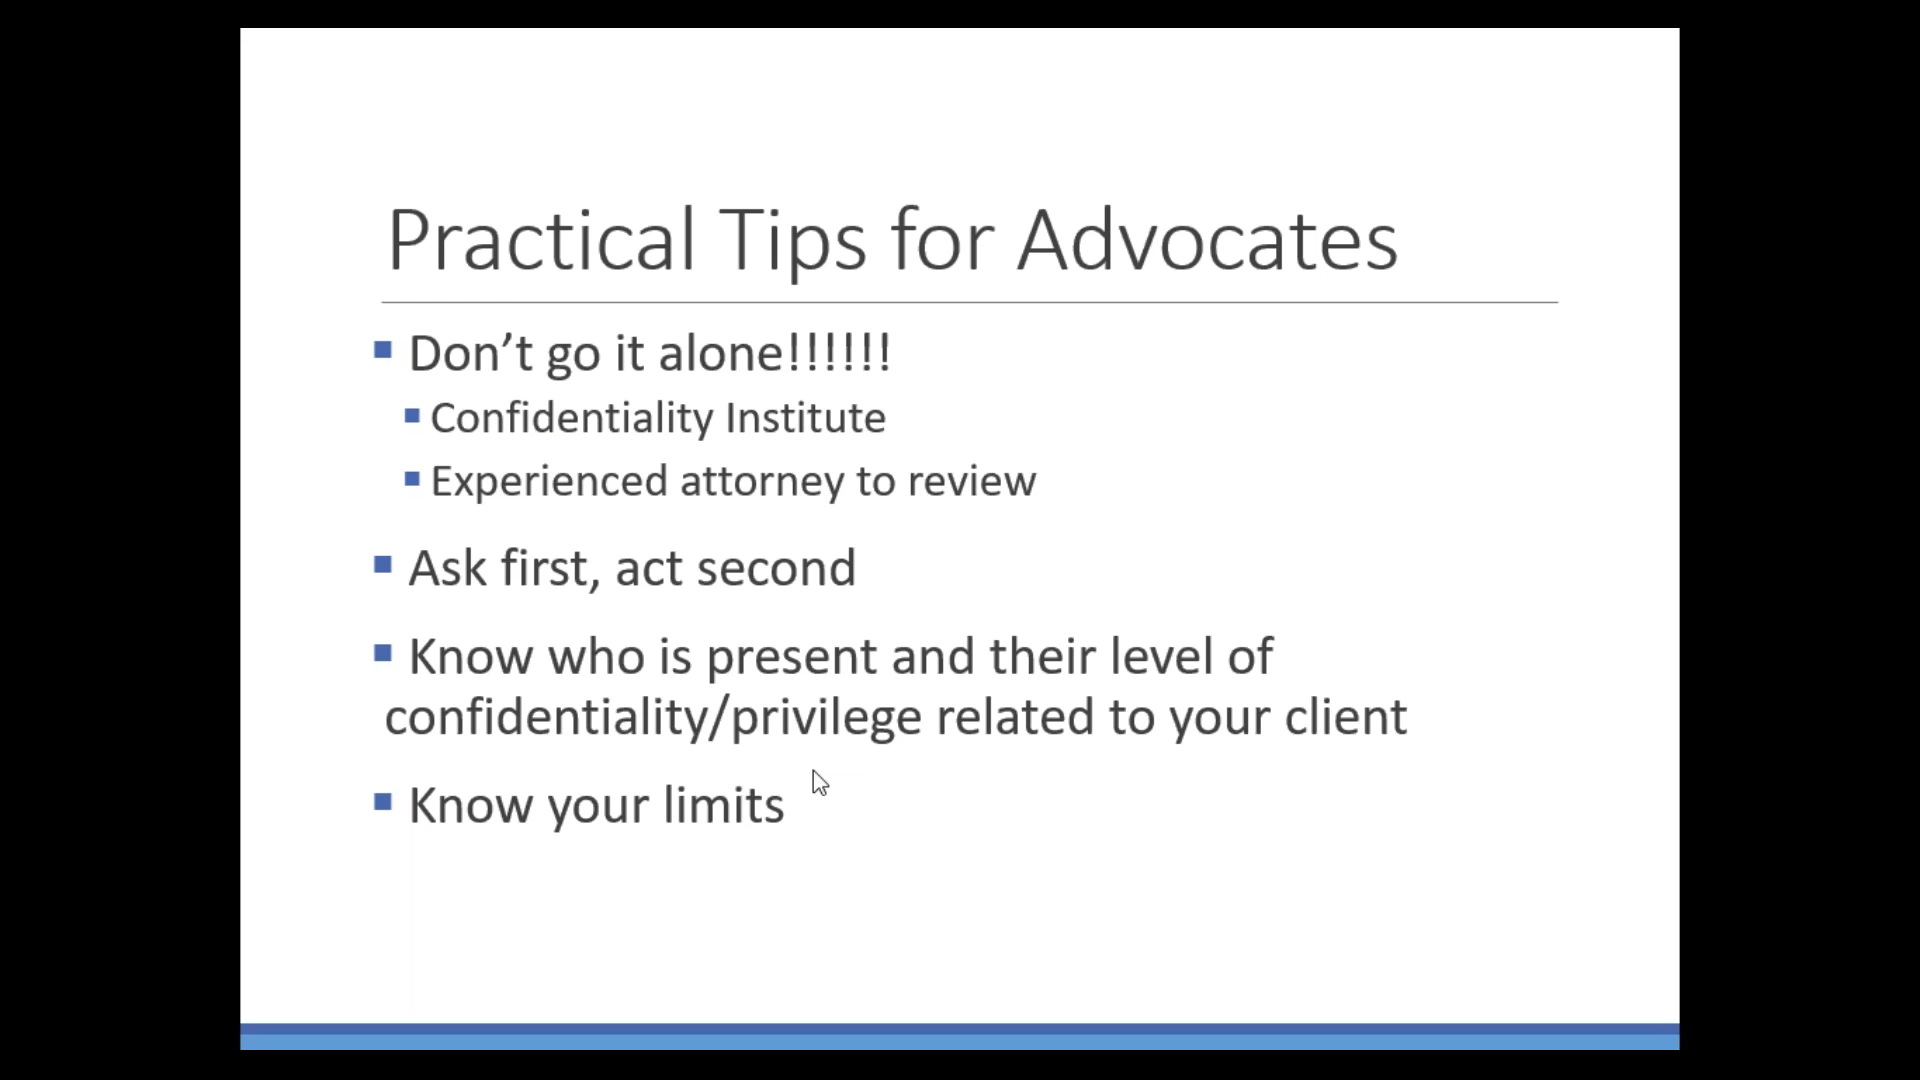 Practical Tips for Advocates
Don’t go it alone!!!!!!
Confidentiality Institute
Experienced attorney to review
Ask first, act second
Know who is present and their level of
confidentiality/privilege related to your client
Know your limits